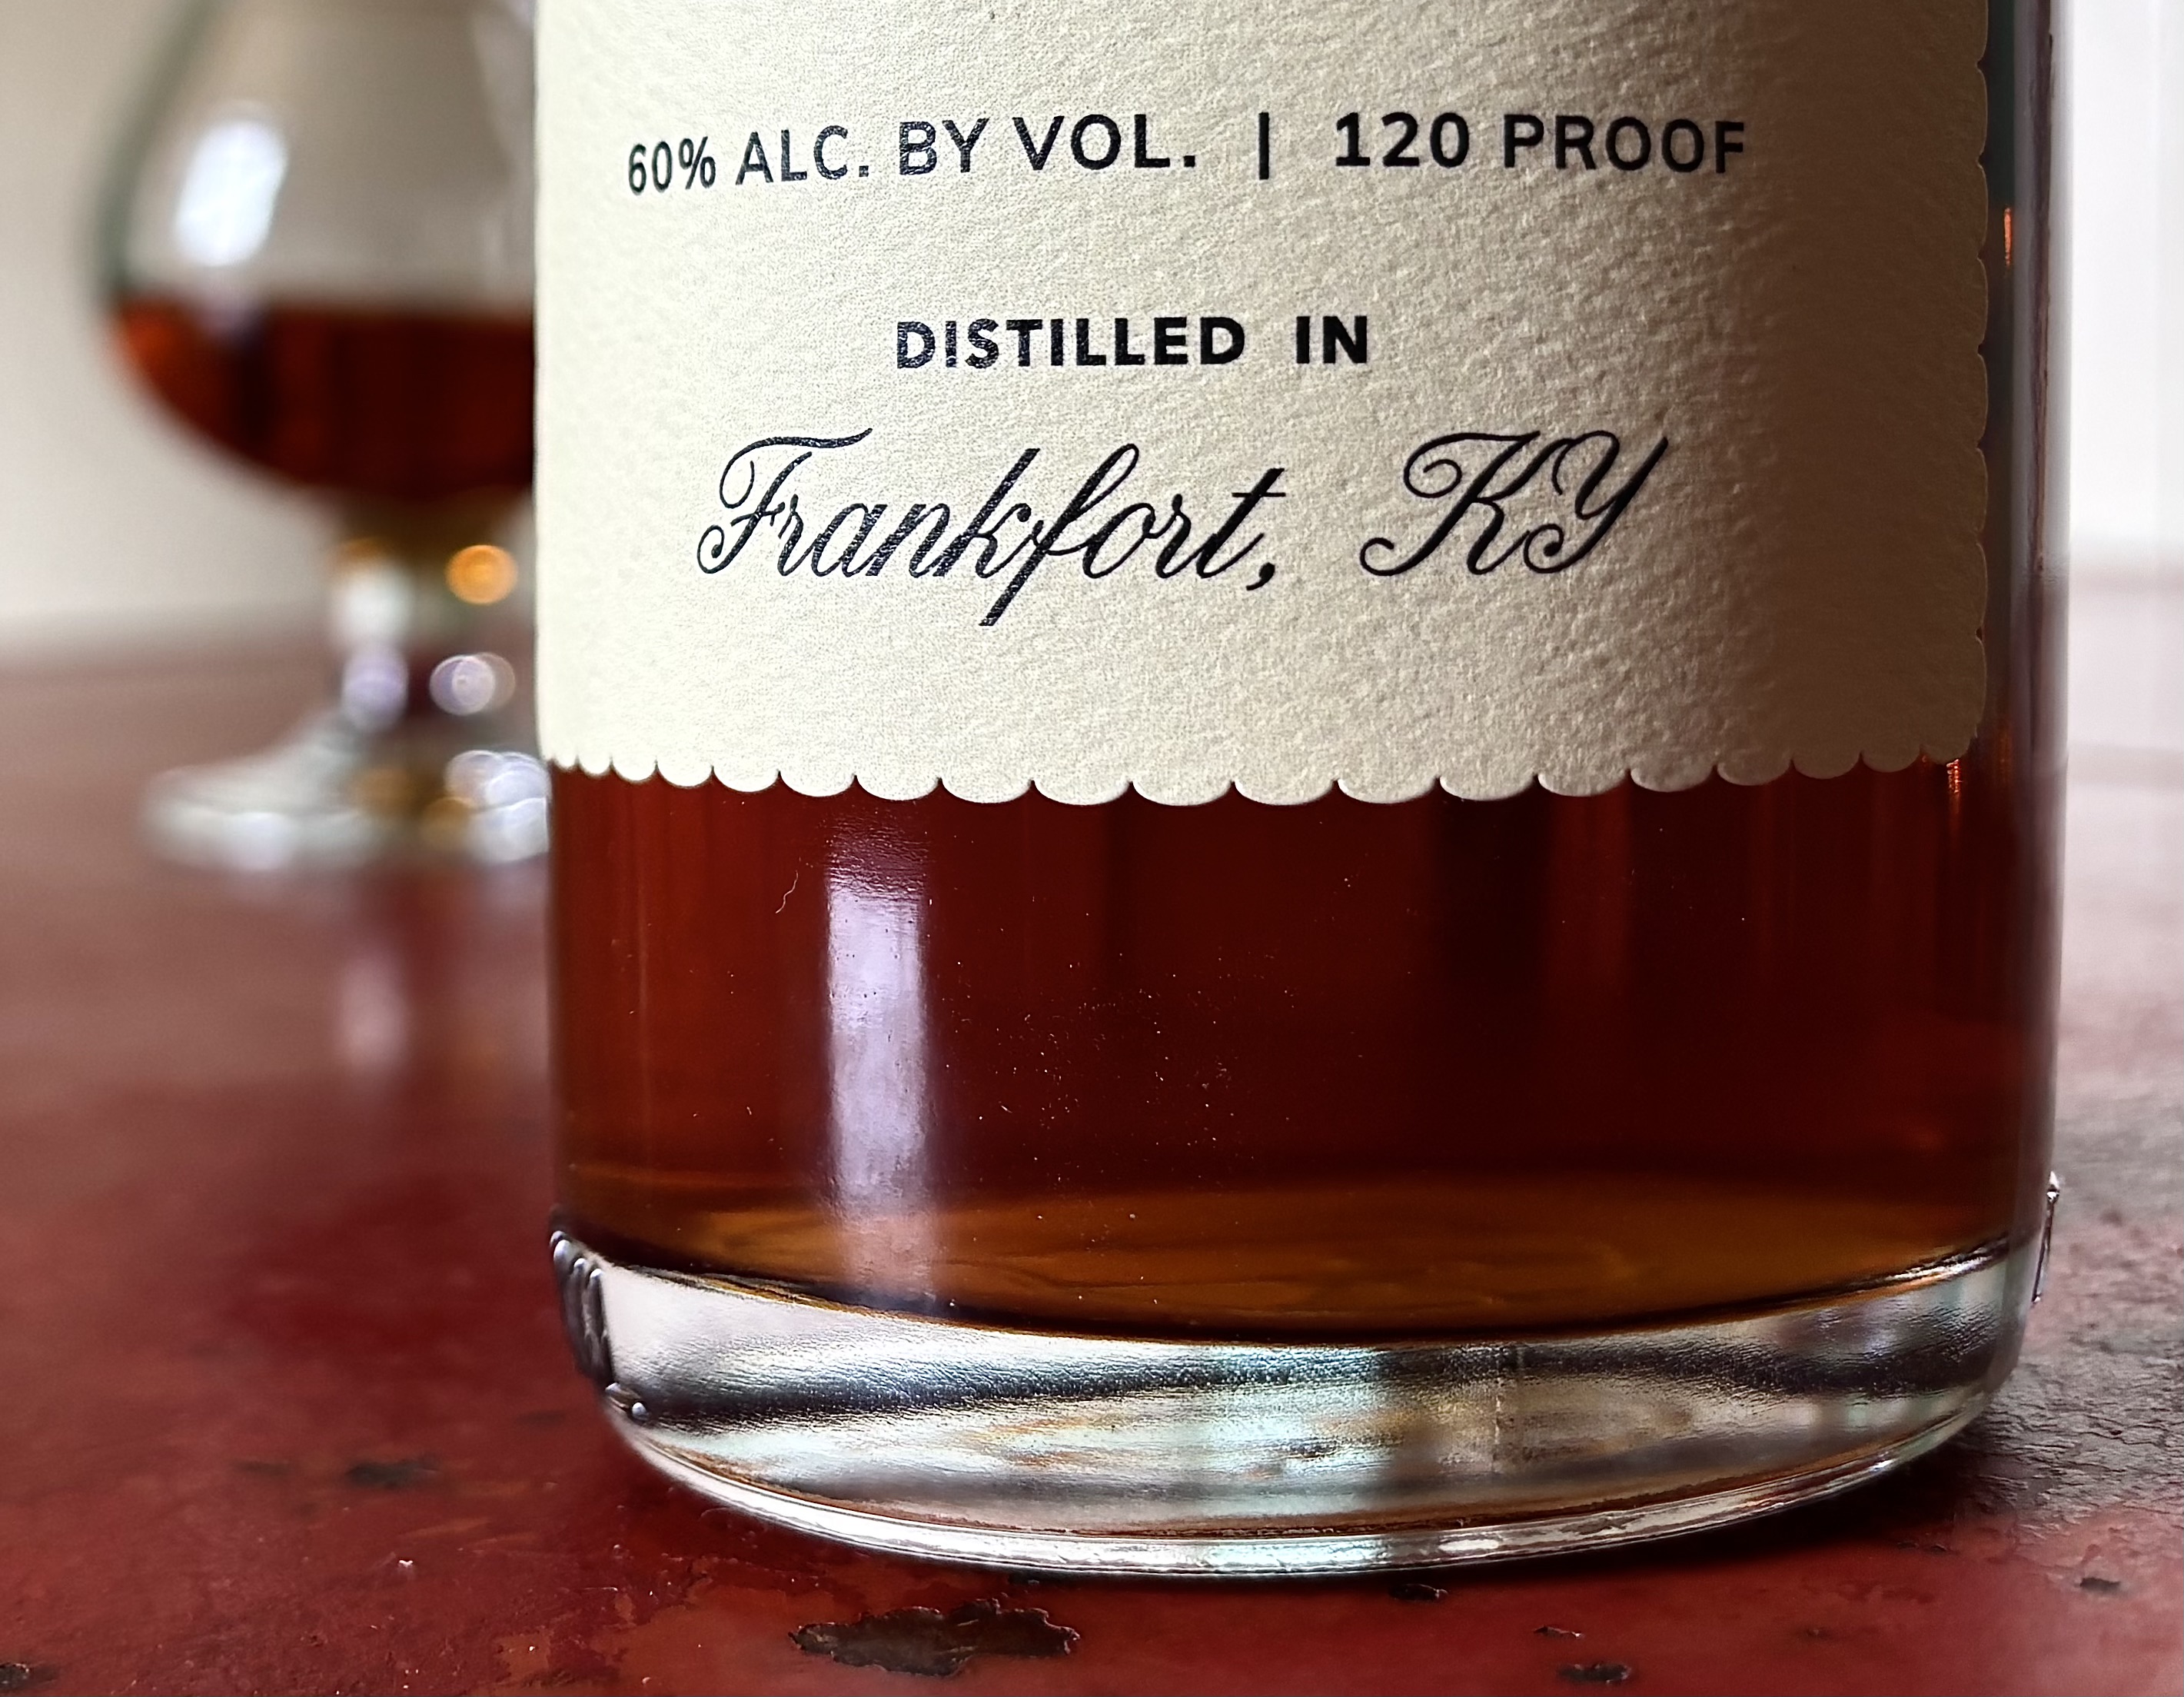 60% ALC. BY VOL. | 120 PROOF
DISTILLED IN
Frankfort, KY